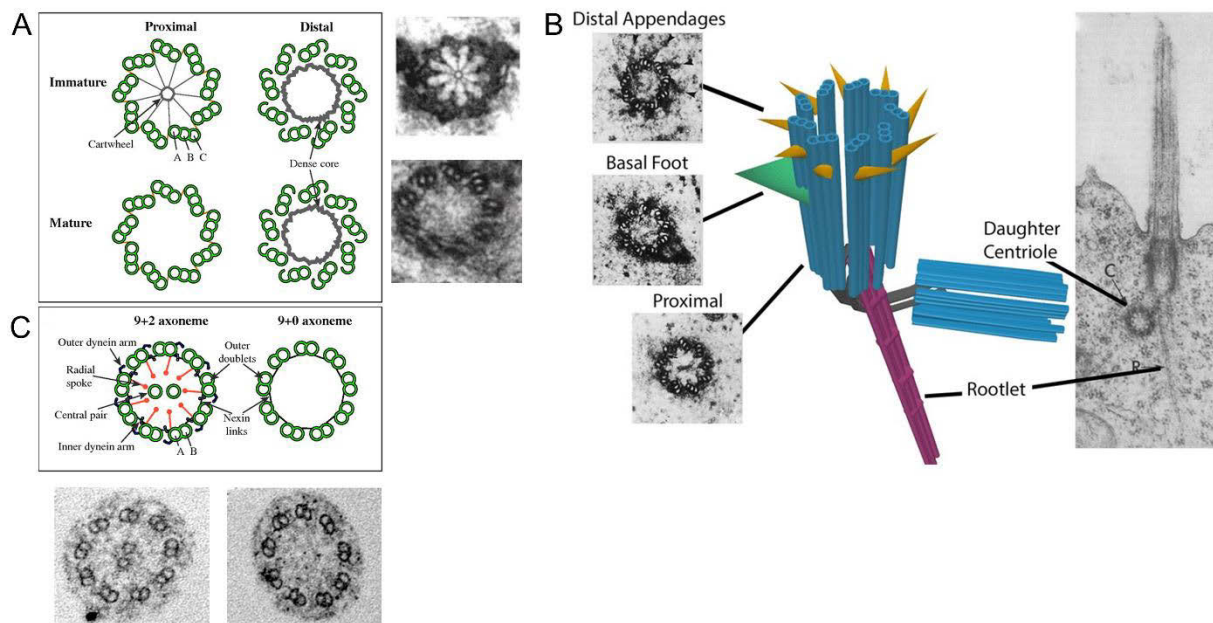 A
Proximal
Distal
Immature
Cartwheel
A B C
Dense core
Mature
B
Distal Appendages
Basal Foot
Proximal
Daughter
Centriole
C
R
Rootlet
C
9+2 axoneme
9+0 axoneme
Outer dynein arm
Radial
spoke
Central pair
Inner dynein arm
A B
Outer
doublets
Nexin
links